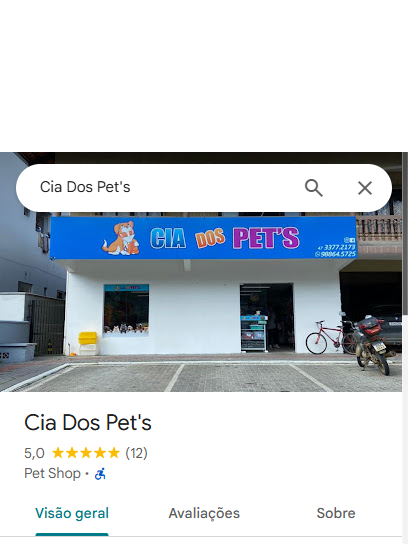 Cia Dos Pet's
CIA DOS PET'S
47 3377.2173
98864.5725
Cia Dos Pet's
5,0 (12)
Pet Shop ·
Visão geral Avaliações Sobre